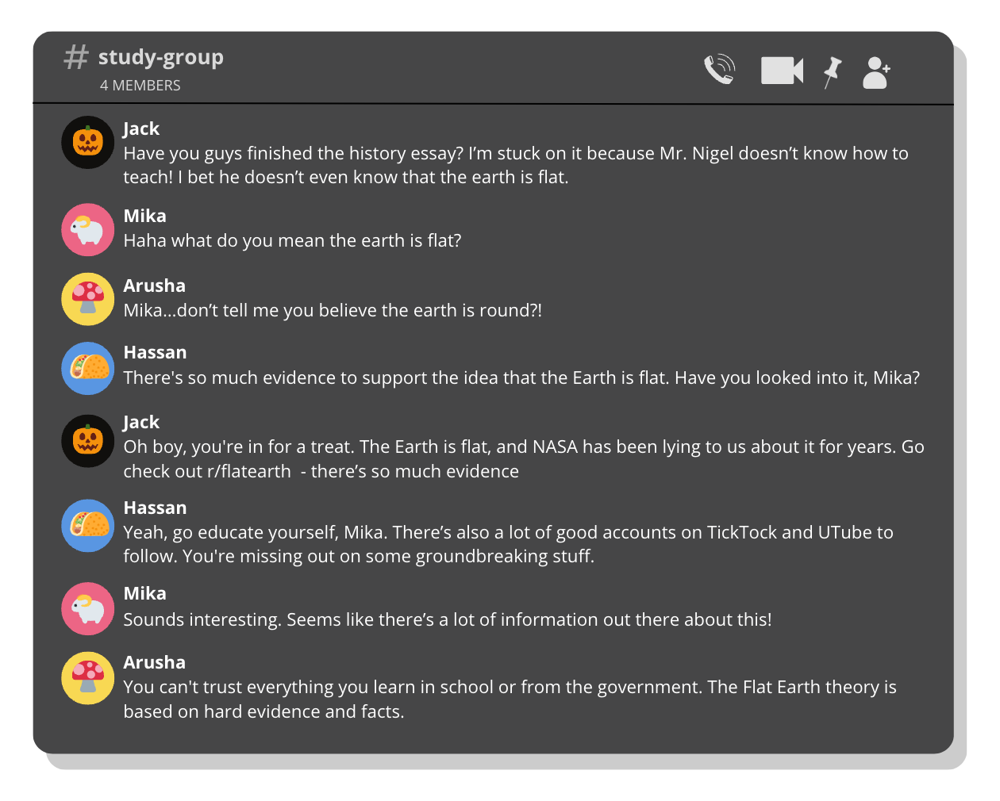 # study-group
4 MEMBERS
Jack
Have you guys finished the history essay? I’m stuck on it because Mr. Nigel doesn’t know how to
teach! I bet he doesn’t even know that the earth is flat.
Mika
Haha what do you mean the earth is flat?
Arusha
Mika...don’t tell me you believe the earth is round?!
Hassan
There's so much evidence to support the idea that the Earth is flat. Have you looked into it, Mika?
Jack
Oh boy, you're in for a treat. The Earth is flat, and NASA has been lying to us about it for years. Go
check out r/flatearth  - there’s so much evidence
Hassan
Yeah, go educate yourself, Mika. There’s also a lot of good accounts on TickTock and UTube to
follow. You're missing out on some groundbreaking stuff.
Mika
Sounds interesting. Seems like there’s a lot of information out there about this!
Arusha
You can't trust everything you learn in school or from the government. The Flat Earth theory is
based on hard evidence and facts.